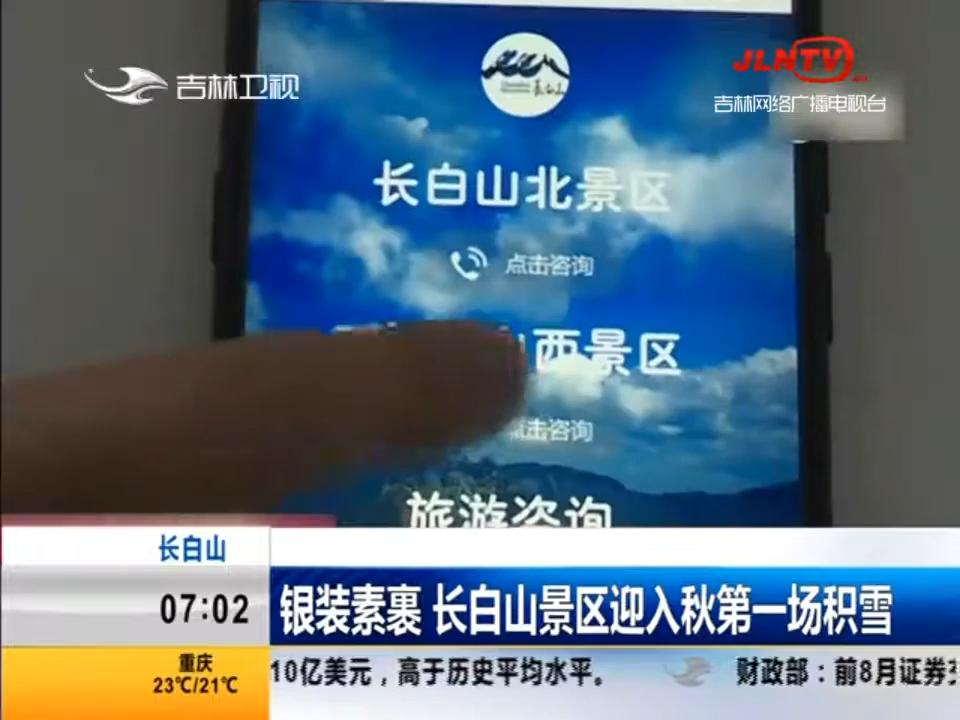 吉林卫视
JLNTV
吉林网络广播电视台
长白山
长白山北景区
点击咨询
西景区
点击咨询
旅游咨询
长白山
07:02
银装素裹 长白山景区迎入秋第一场积雪
重庆
23℃/21℃
10亿美元，高于历史平均水平。
财政部：前8月证券